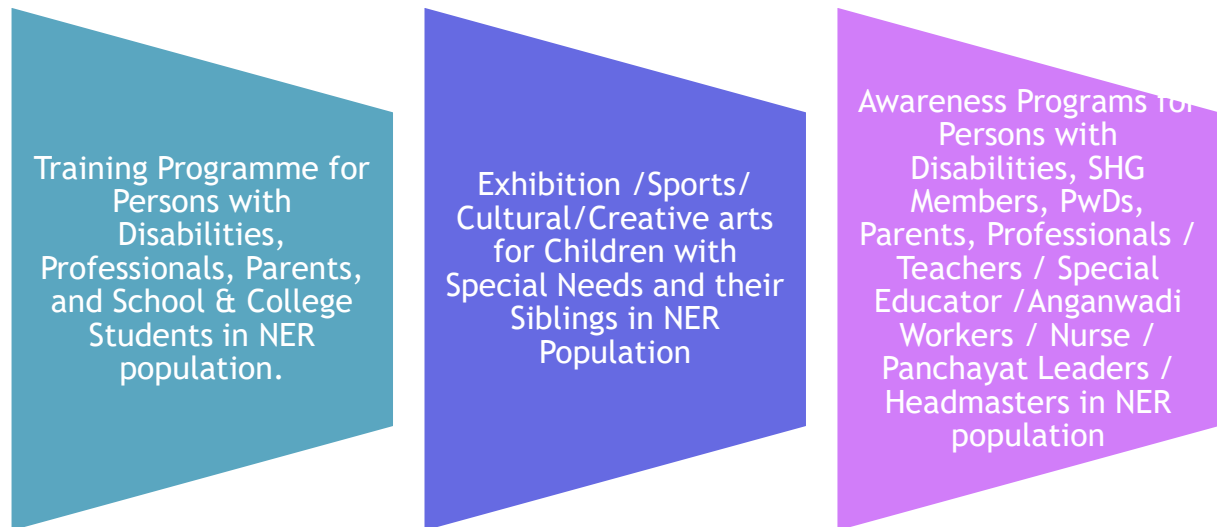 Training Programme for
Persons with
Disabilities,
Professionals, Parents,
and School & College
Students in NER
population.
Exhibition /Sports/
Cultural/Creative arts
for Children with
Special Needs and their
Siblings in NER
Population
Awareness Programs for
Persons with
Disabilities, SHG
Members, PwDs,
Parents, Professionals /
Teachers / Special
Educator /Anganwadi
Workers / Nurse /
Panchayat Leaders /
Headmasters in NER
population